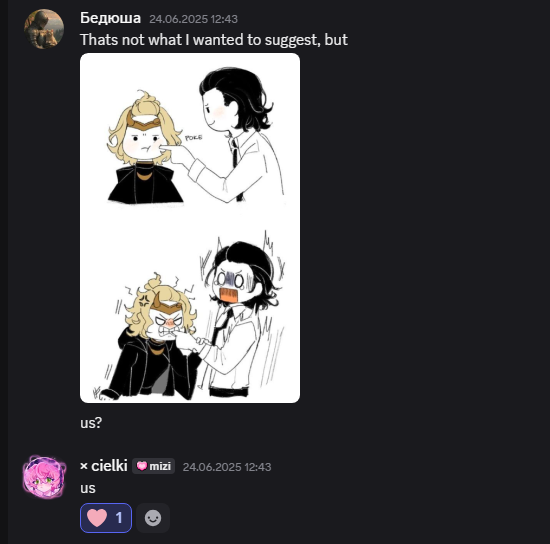 Бедюша 24.06.2025 12:43
Thats not what I wanted to suggest, but
POKE
us?
× cielki mizi 24.06.2025 12:43
us
1